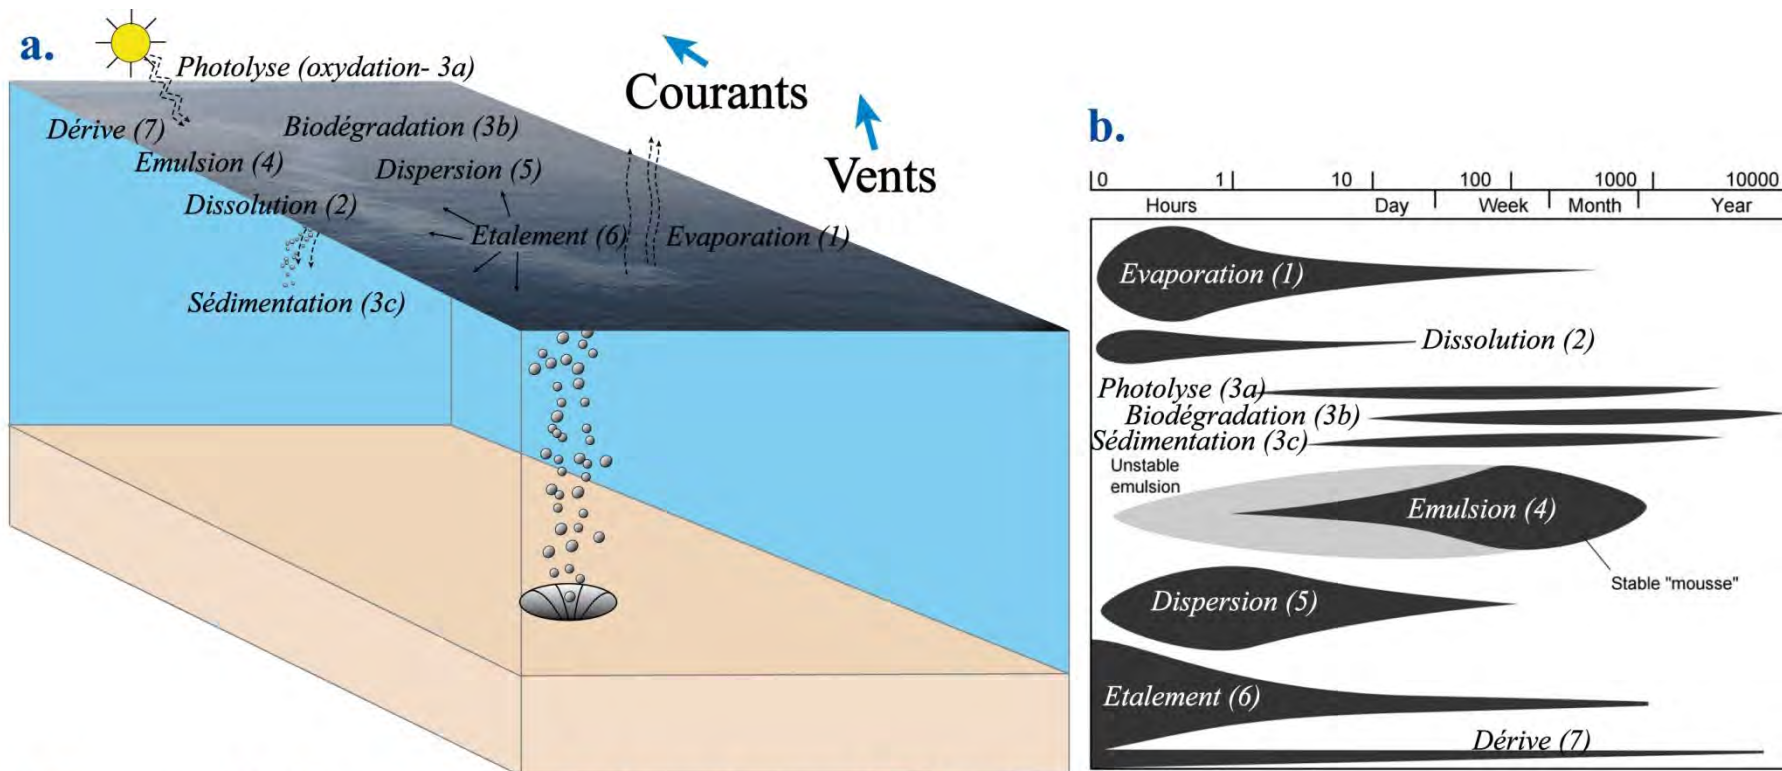 a.
Photolyse (oxydation- 3a)
Dérive (7)
Biodégradation (3b)
Emulsion (4)
Dispersion (5)
Dissolution (2)
Etalement (6)
Evaporation (1)
Sédimentation (3c)
Courants
Vents
b.
0 1 10 100 1000 10000
Hours Day Week Month Year
Evaporation (1)
Dissolution (2)
Photolyse (3a)
Biodégradation (3b)
Sédimentation (3c)
Unstable
emulsion
Emulsion (4)
Stable "mousse"
Dispersion (5)
Etalement (6)
Dérive (7)